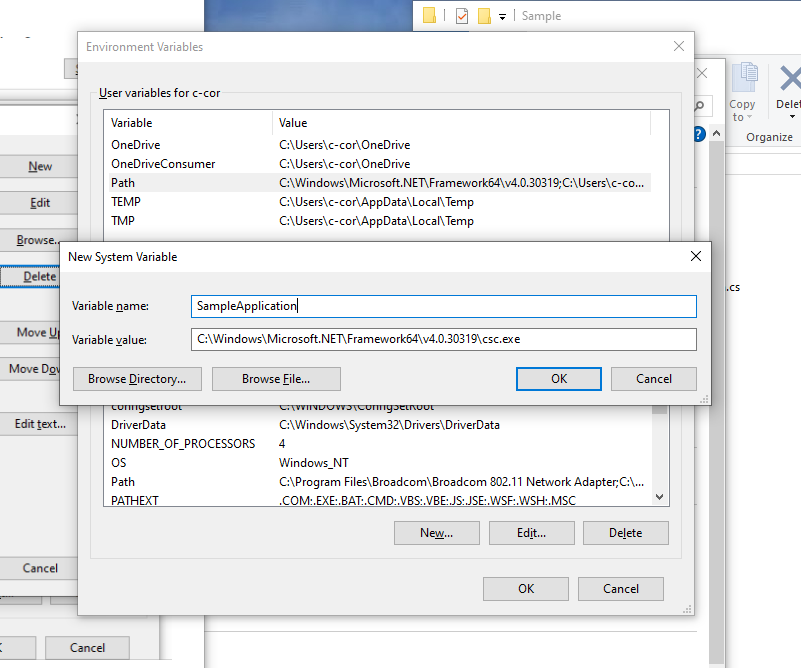 Sample
Environment Variables
User variables for c-cor
Variable Value
OneDrive C:\Users\c-cor\OneDrive
OneDriveConsumer C:\Users\c-cor\OneDrive
Path C:\Windows\Microsoft.NET\Framework64\v4.0.30319;C:\Users\c-co...
TEMP C:\Users\c-cor\AppData\Local\Temp
TMP C:\Users\c-cor\AppData\Local\Temp
New System Variable
Variable name: SampleApplication
Variable value: C:\Windows\Microsoft.NET\Framework64\v4.0.30319\csc.exe
Browse Directory... Browse File... OK Cancel
configsetroot C:\WINDOWS\ConfigSetRoot
DriverData C:\Windows\System32\Drivers\DriverData
NUMBER_OF_PROCESSORS 4
OS Windows_NT
Path C:\Program Files\Broadcom\Broadcom 802.11 Network Adapter;C:\...
PATHEXT .COM;.EXE;.BAT;.CMD;.VBS;.VBE;.JS;.JSE;.WSF;.WSH;.MSC
New... Edit... Delete
OK Cancel
New
Edit
Browse..
Delete
Move Up
Move Dow
Edit text...
Cancel
Cancel
Copy
to
Delet
Organize
.cs